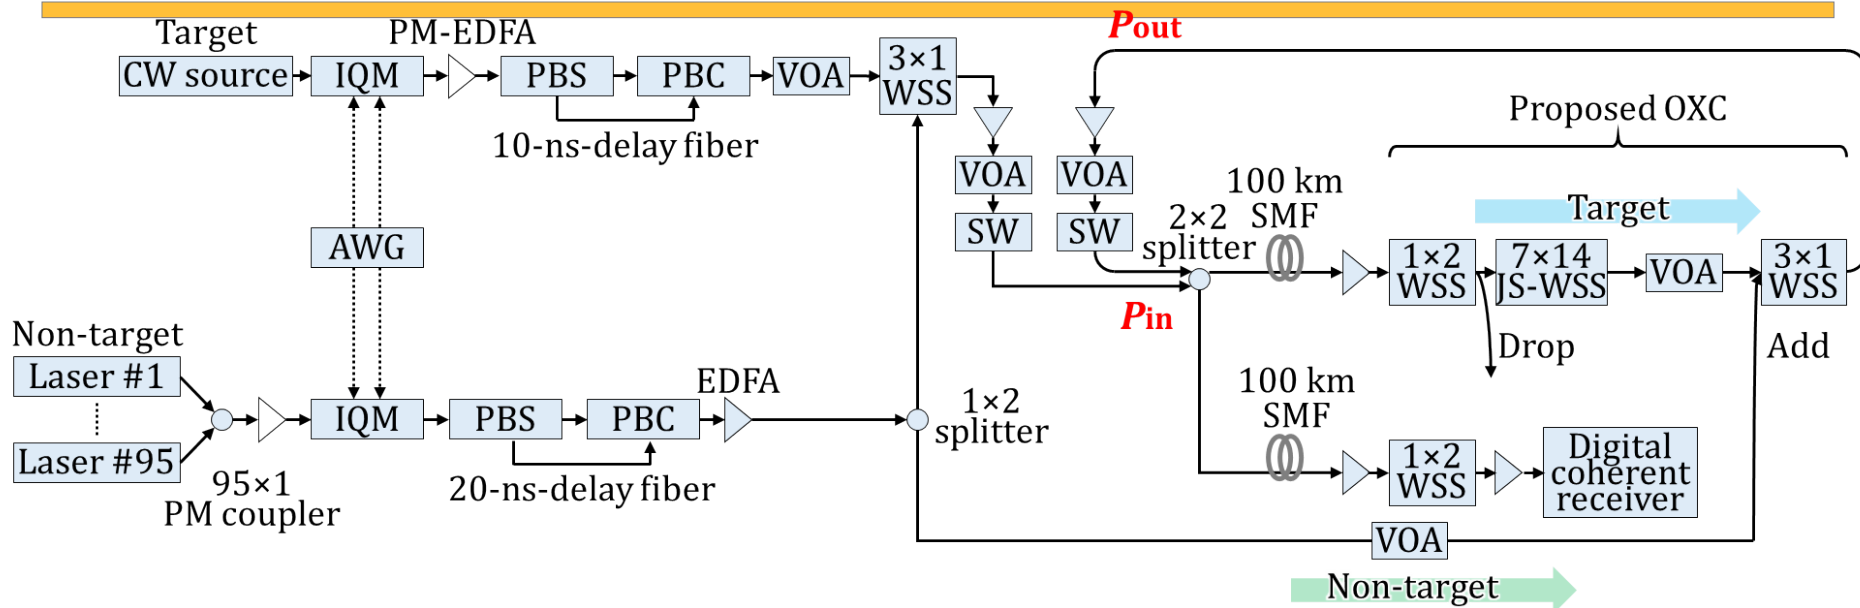 Pout
Target
PM-EDFA
CW source
IQM
PBS
PBC
VOA
3×1
WSS
10-ns-delay fiber
Proposed OXC
VOA
VOA
100 km
SMF
Target
SW
SW
2×2
splitter
AWG
1×2
WSS
7×14
JS-WSS
VOA
3×1
WSS
Pin
Non-target
Drop
Add
Laser #1
EDFA
100 km
SMF
IQM
PBS
PBC
1×2
splitter
Laser #95
1×2
WSS
Digital
coherent
receiver
95×1
PM coupler
20-ns-delay fiber
VOA
Non-target